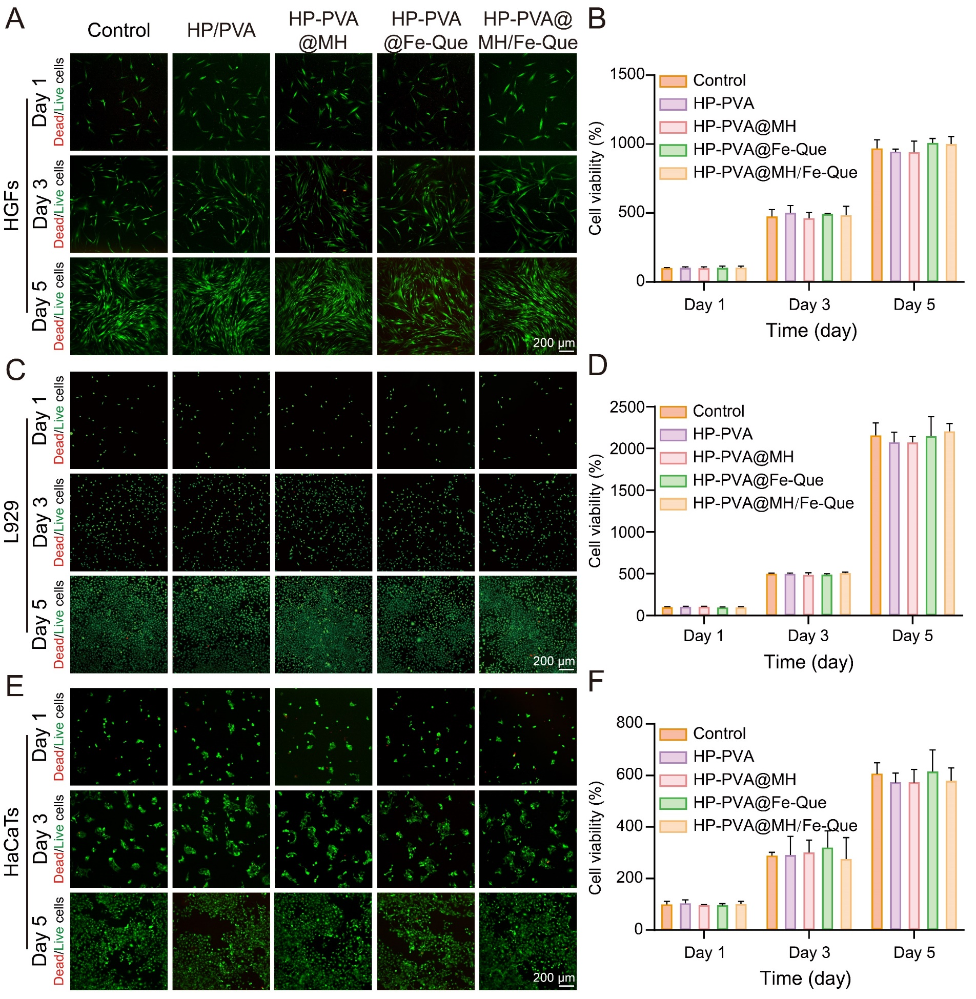 A
Control
HP/PVA
HP-PVA
@MH
HP-PVA
@Fe-Que
HP-PVA@
MH/Fe-Que
HGFs
Day 1
Dead/Live cells
Day 3
Dead/Live cells
Day 5
Dead/Live cells
200 µm
B
Cell viability (%)
1500
1000
500
0
Control
HP-PVA
HP-PVA@MH
HP-PVA@Fe-Que
HP-PVA@MH/Fe-Que
Day 1
Day 3
Day 5
Time (day)
C
L929
Day 1
Dead/Live cells
Day 3
Dead/Live cells
Day 5
Dead/Live cells
200 µm
D
Cell viability (%)
2500
2000
1500
1000
500
0
Control
HP-PVA
HP-PVA@MH
HP-PVA@Fe-Que
HP-PVA@MH/Fe-Que
Day 1
Day 3
Day 5
Time (day)
E
HaCaTs
Day 1
Dead/Live cells
Day 3
Dead/Live cells
Day 5
Dead/Live cells
200 µm
F
Cell viability (%)
800
600
400
200
0
Control
HP-PVA
HP-PVA@MH
HP-PVA@Fe-Que
HP-PVA@MH/Fe-Que
Day 1
Day 3
Day 5
Time (day)